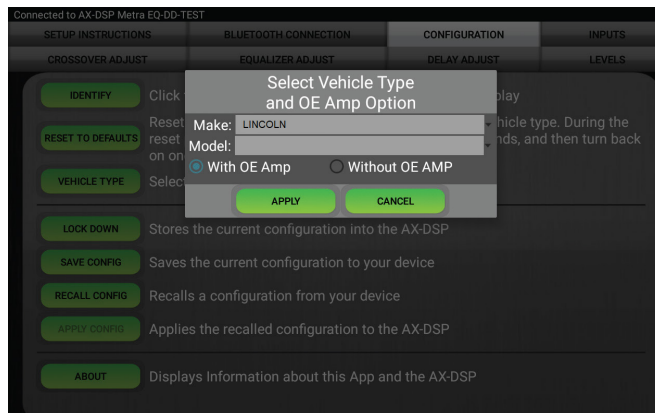 Connected to AX-DSP Metra EQ-DD-TEST
SETUP INSTRUCTIONS BLUETOOTH CONNECTION CONFIGURATION INPUTS
CROSSOVER ADJUST EQUALIZER ADJUST DELAY ADJUST LEVELS
Select Vehicle Type
and OE Amp Option
IDENTIFY Click play
Make: LINCOLN
Reset hicle type. During the
RESET TO DEFAULTS reset nds, and then turn back
on on
Model:
With OE Amp Without OE AMP
VEHICLE TYPE Select
APPLY CANCEL
LOCK DOWN Stores the current configuration into the AX-DSP
SAVE CONFIG Saves the current configuration to your device
RECALL CONFIG Recalls a configuration from your device
APPLY CONFIG Applies the recalled configuration to the AX-DSP
ABOUT Displays Information about this App and the AX-DSP